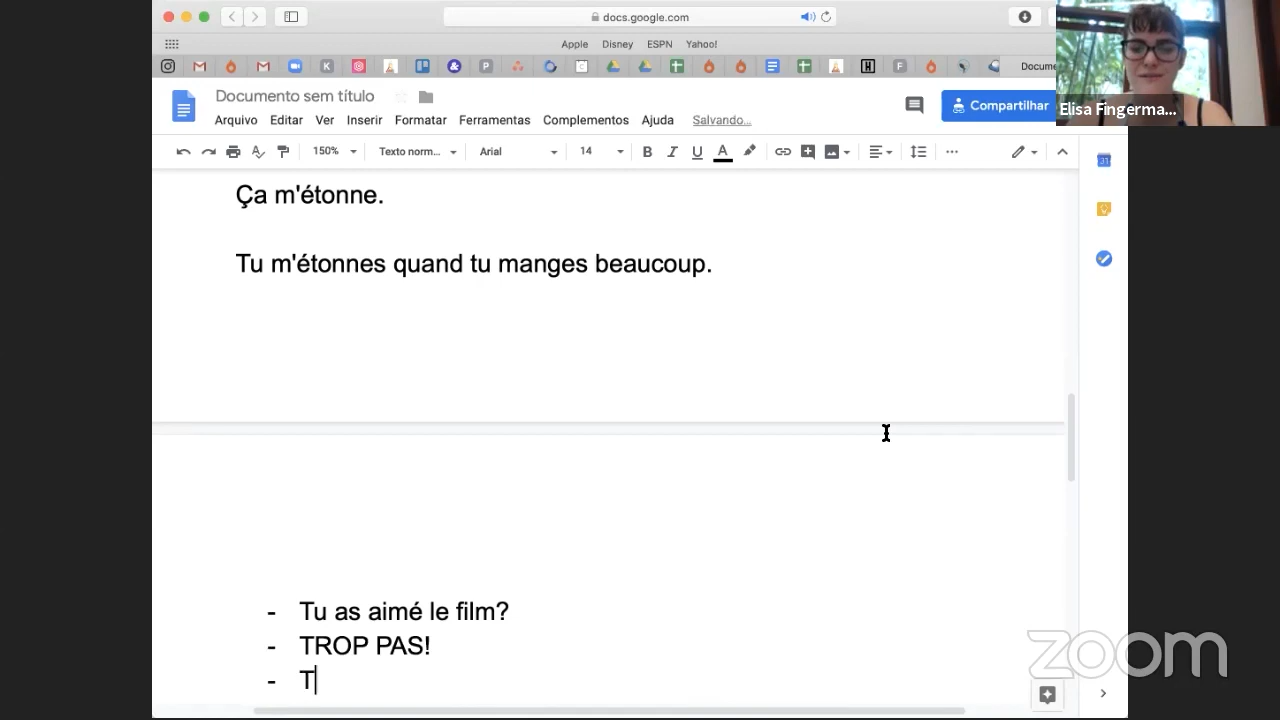 docs.google.com
Apple Disney ESPN Yahoo!
Docume
Documento sem título
Arquivo Editar Ver Inserir Formatar Ferramentas Complementos Ajuda Salvando...
Compartilhar
Elisa Fingerma...
150% Texto norm... Arial 14 B I U A
31
Ça m'étonne.
Tu m'étonnes quand tu manges beaucoup.
- Tu as aimé le film?
- TROP PAS!
- T
zoom